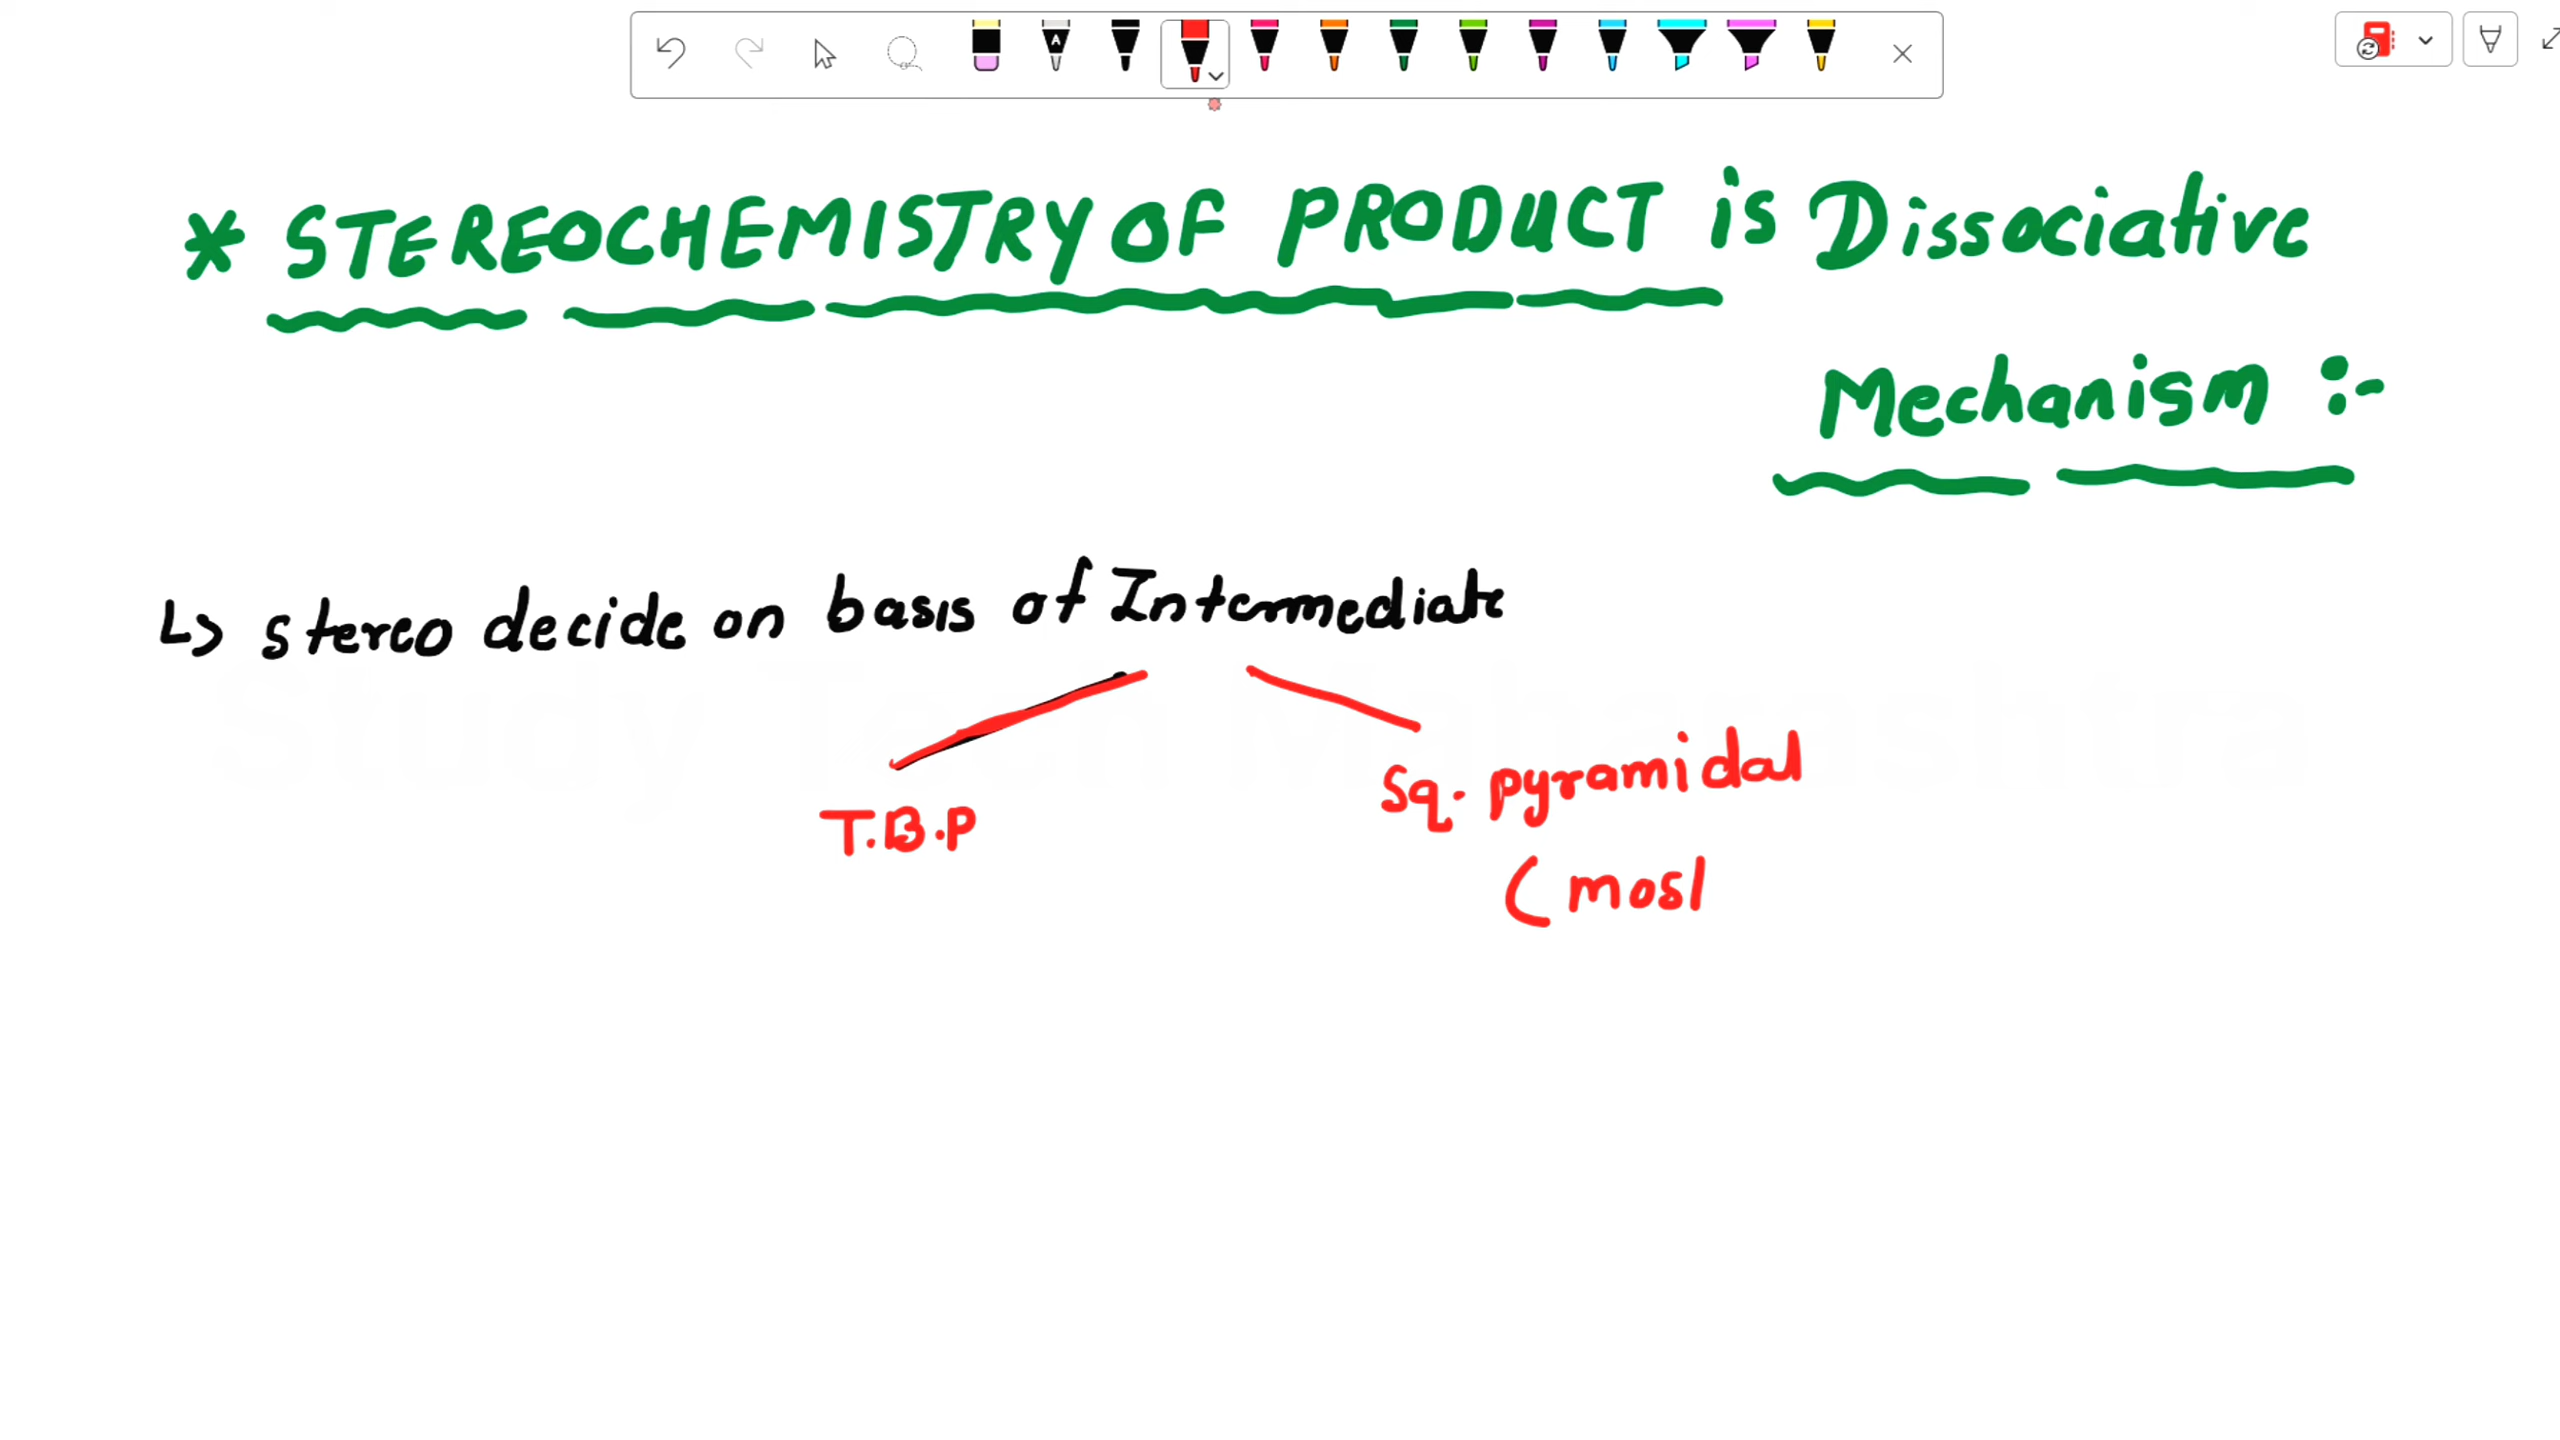 * STEREOCHEMISTRY OF PRODUCT is Dissociative
Mechanism :-
↳ stereo decide on basis of Intermediate
T.B.P
Sq. pyramidal
( most